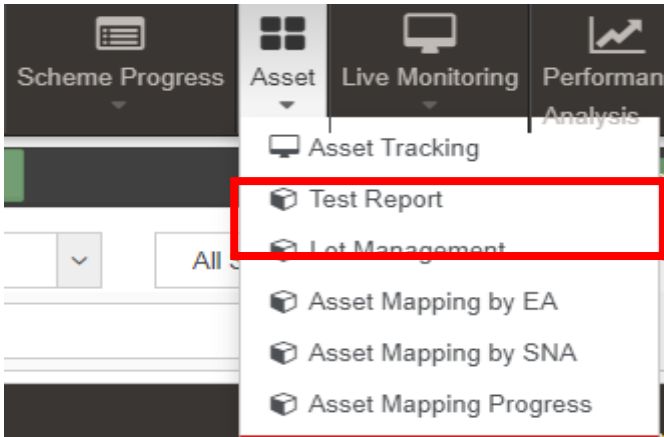 Scheme Progress
Asset
Live Monitoring
Performan
Analysis
Asset Tracking
Test Report
All
Lot Management
Asset Mapping by EA
Asset Mapping by SNA
Asset Mapping Progress